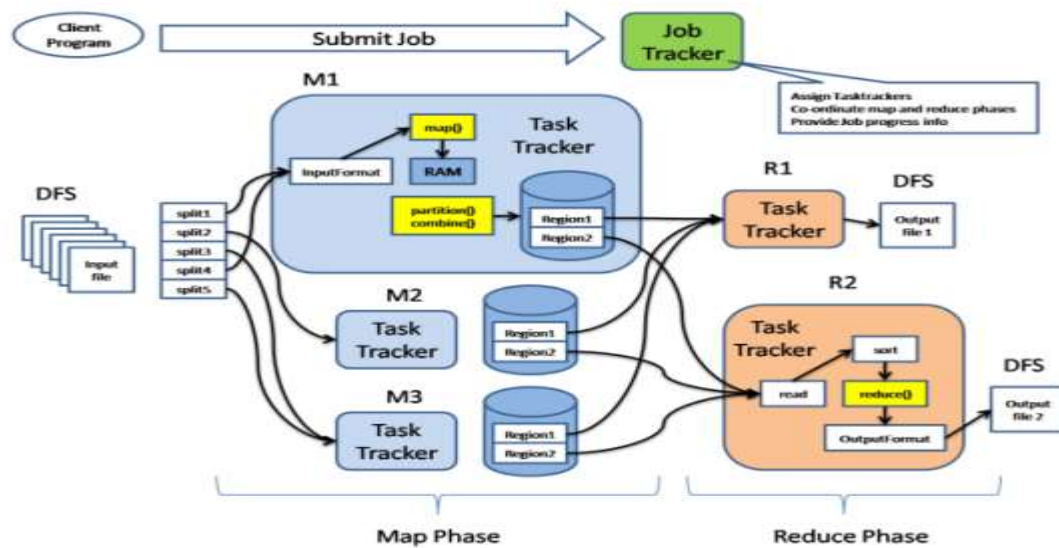 Client
Program
Submit Job
Job
Tracker
Assign Tasktrackers
Co-ordinate map and reduce phases
Provide Job progress info
M1
map()
Task
Tracker
InputFormat
RAM
partition()
combine()
Region1
Region2
DFS
Input
file
split1
split2
split3
split4
split5
M2
Task
Tracker
Region1
Region2
M3
Task
Tracker
Region1
Region2
R1
Task
Tracker
DFS
Output
file 1
R2
Task
Tracker
sort
read
reduce()
OutputFormat
DFS
Output
file 2
Map Phase
Reduce Phase